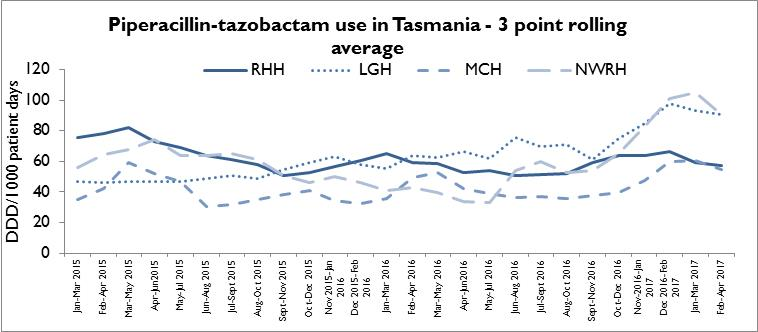 Piperacillin-tazobactam use in Tasmania - 3 point rolling
average
RHH LGH MCH NWRH
DDD/1000 patient days
120
100
80
60
40
20
0
Jan-Mar 2015
Feb-Apr 2015
Mar-May 2015
Apr-Jun2015
May-Jul 2015
Jun-Aug 2015
Jul-Sept 2015
Aug-Oct 2015
Sept-Nov 2015
Oct-Dec 2015
Nov 2015-Jan
2016
Dec 2015-Feb
2016
Jan-Mar 2016
Feb-Apr 2016
Mar-May 2016
Apr-Jun 2016
May-Jul 2016
Jun-Aug 2016
Jul-Sep 2016
Aug-Oct 2016
Sept-Nov 2016
Oct-Dec 2016
Nov2016-Jan
2017
Dec 2016-Feb
2017
Jan-Mar 2017
Feb-Apr 2017